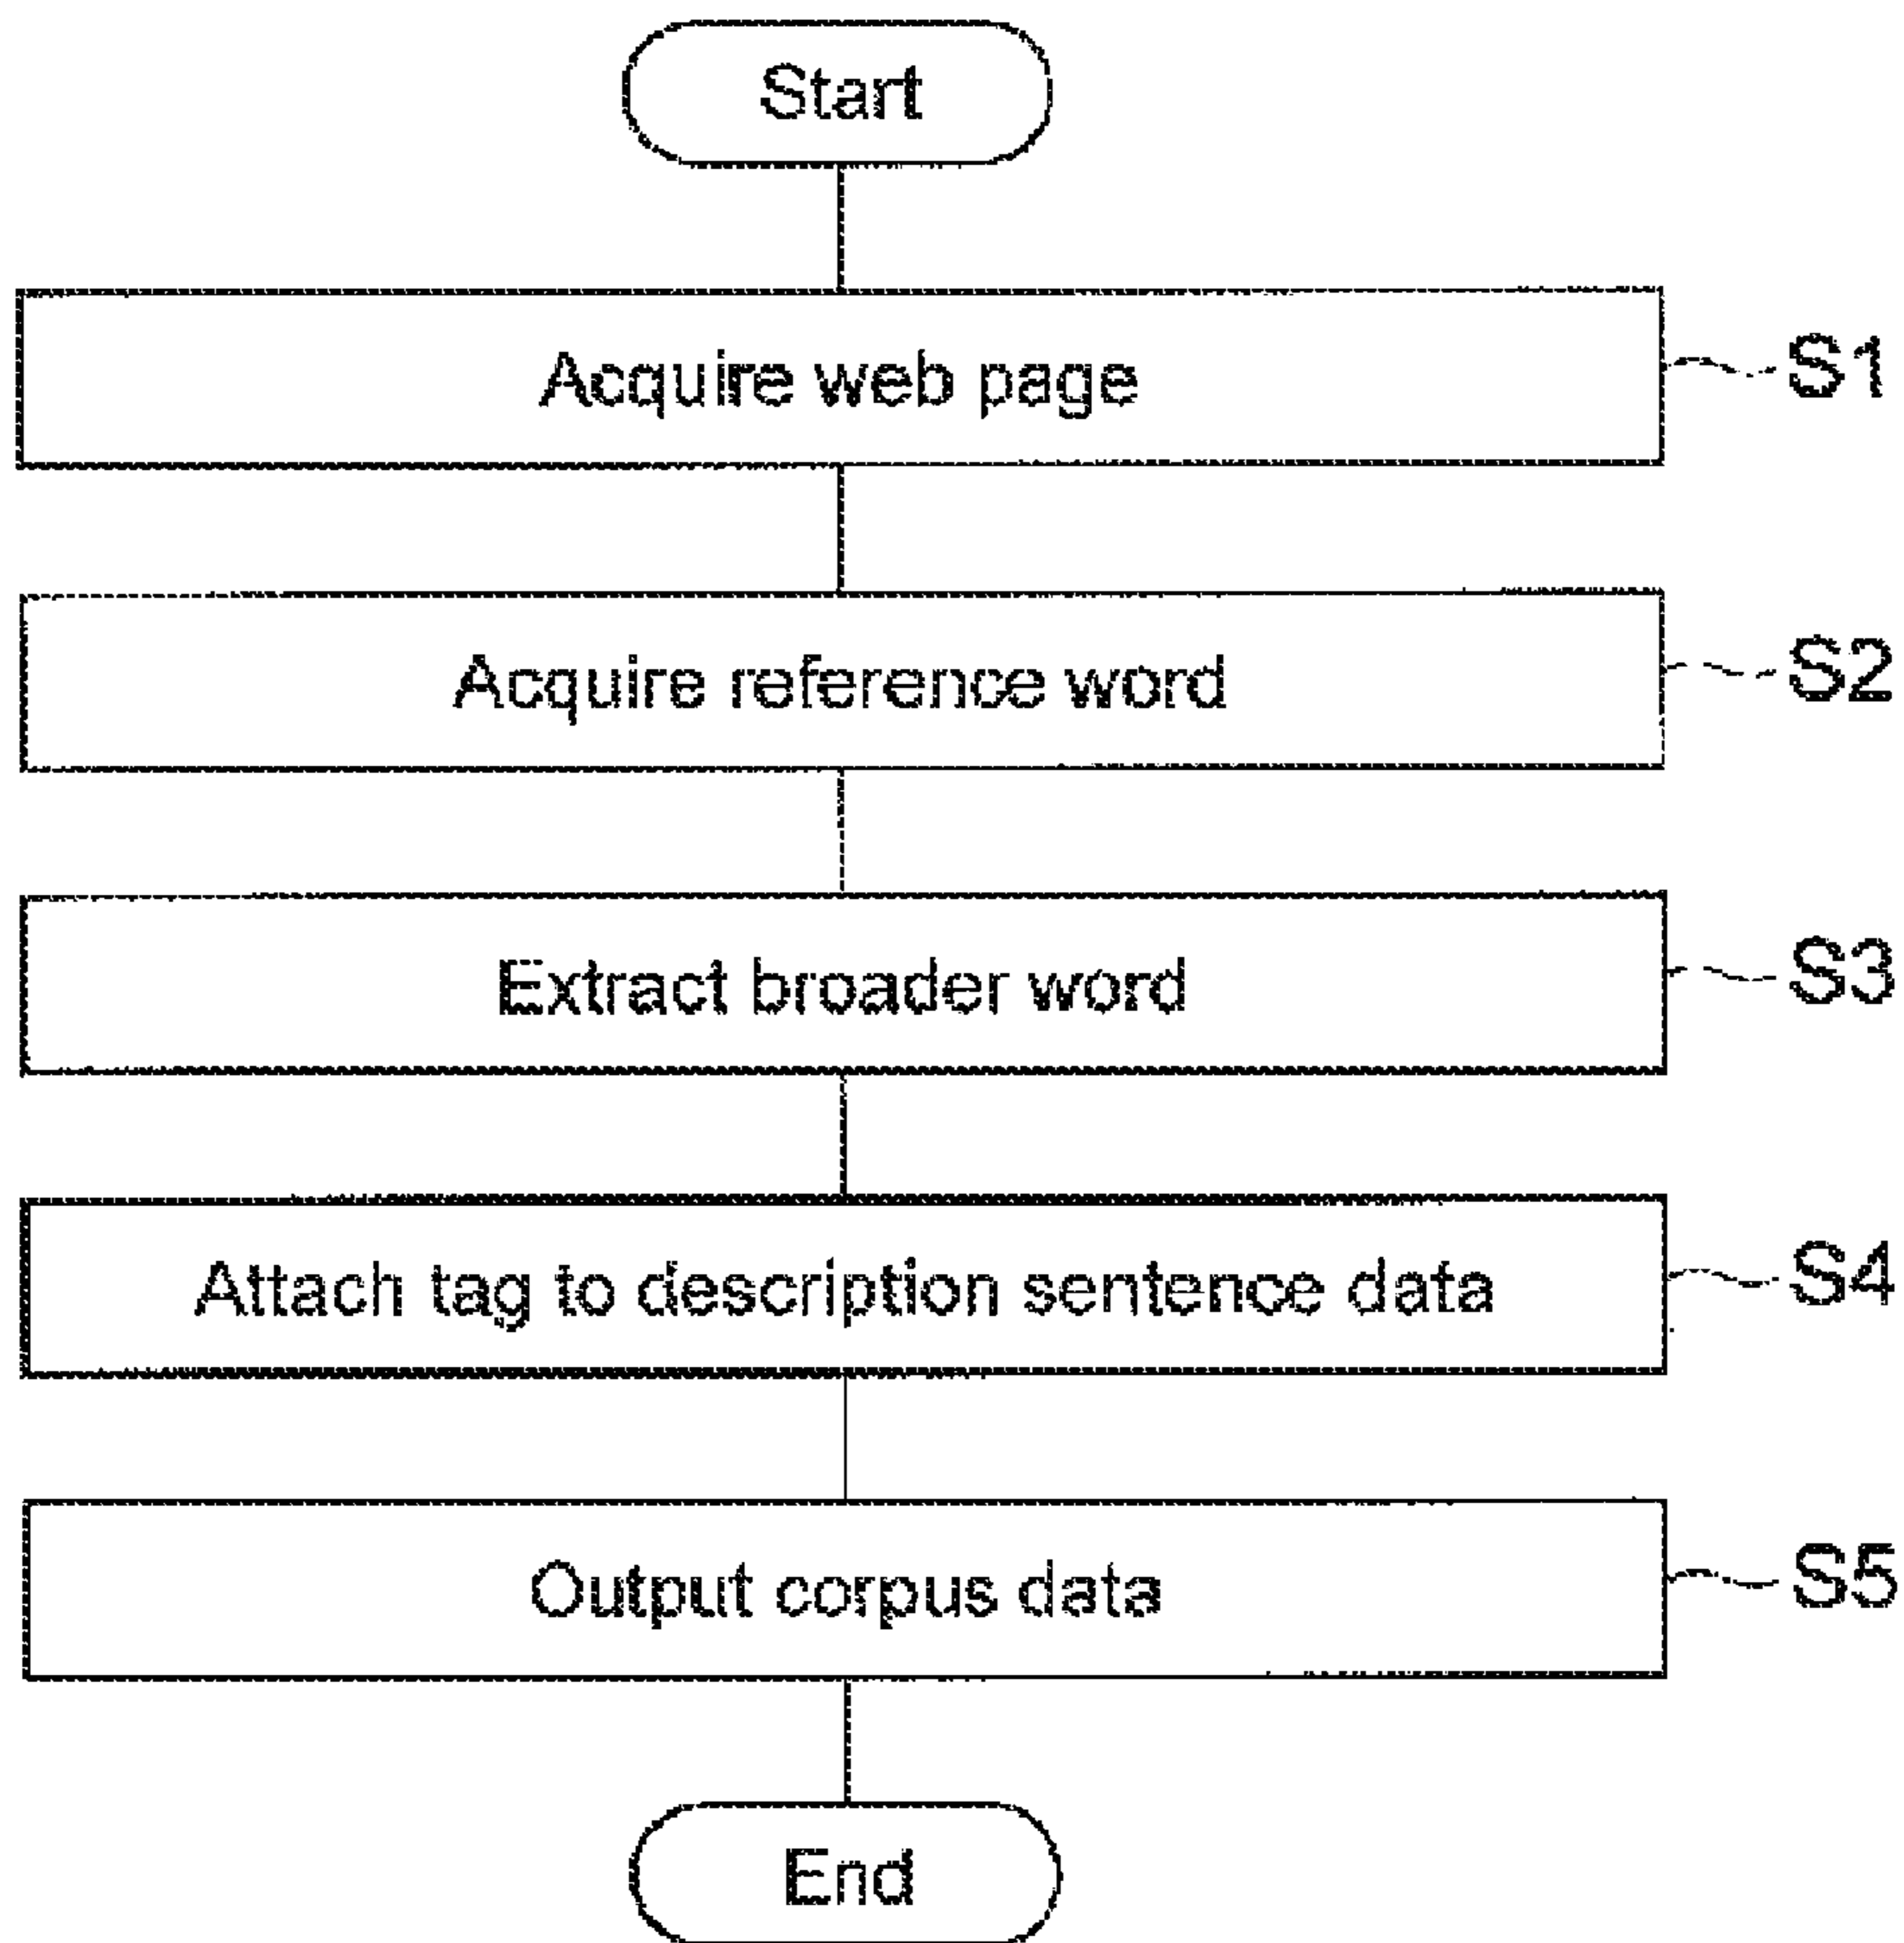 Start
Acquire web page S1
Acquire reference word S2
Extract broader word S3
Attach tag to description sentence data S4
Output corpus data S5
End